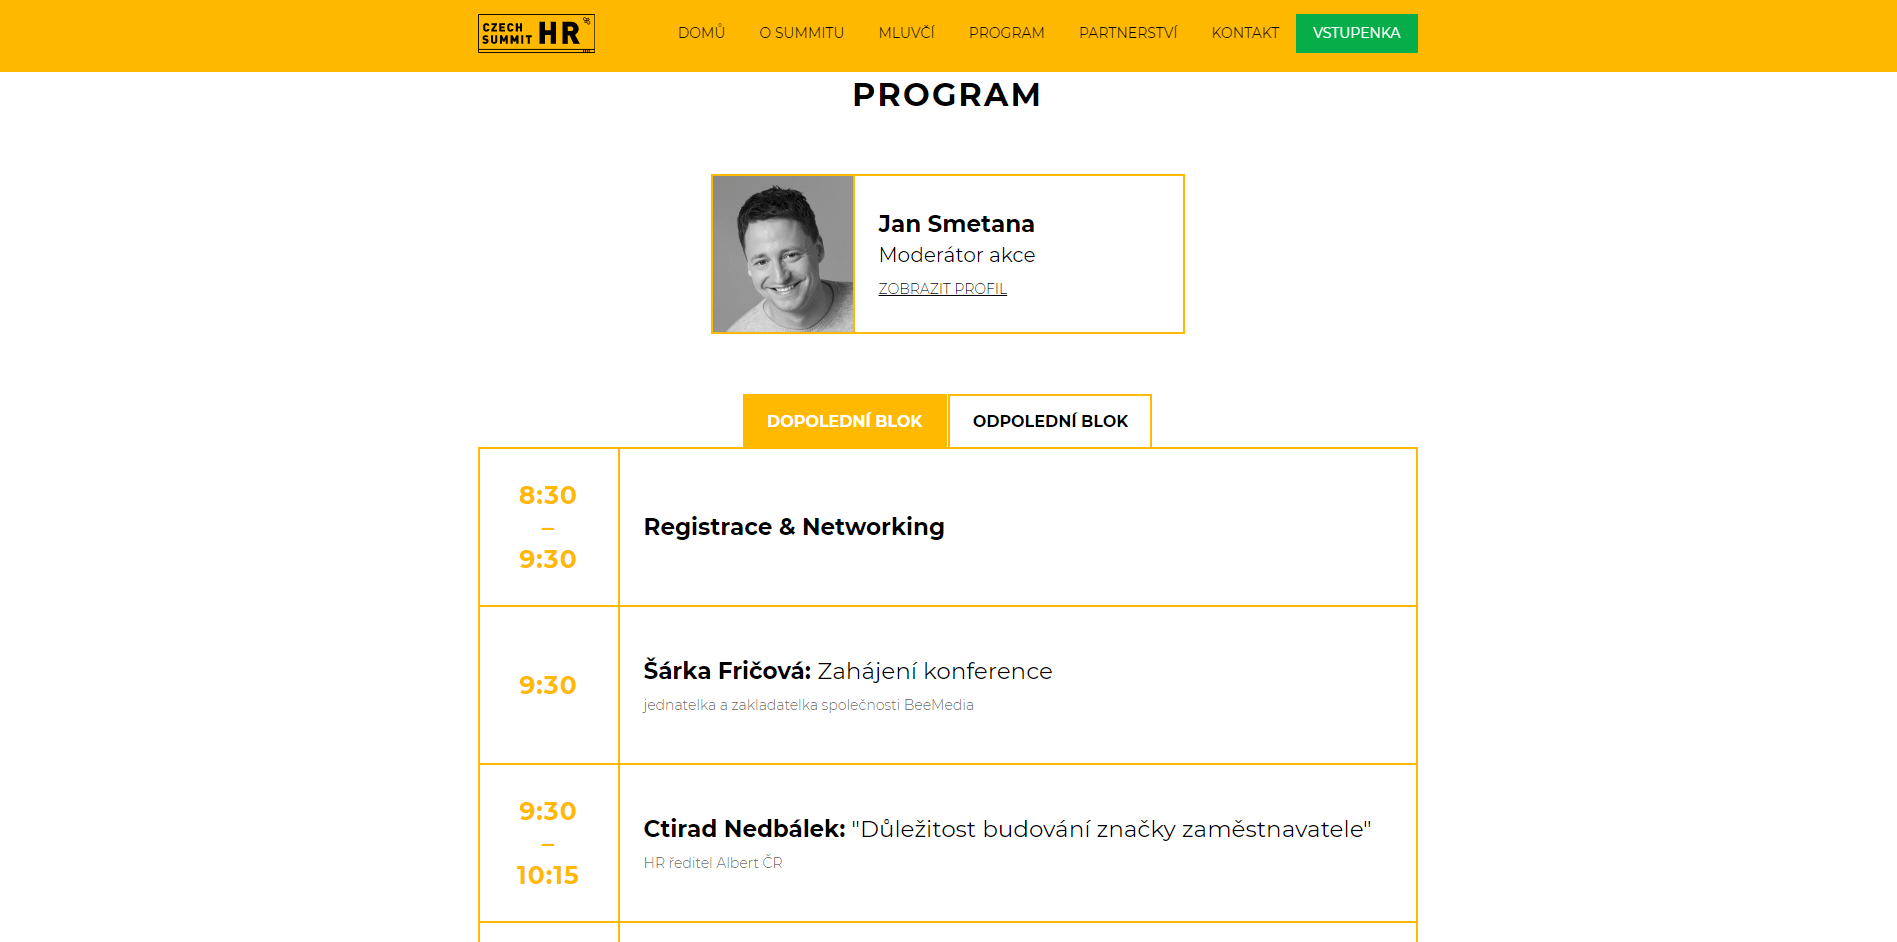 CZECH
SUMMIT HR
DOMŮ O SUMMITU MLUVČÍ PROGRAM PARTNERSTVÍ KONTAKT VSTUPENKA
PROGRAM
Jan Smetana
Moderátor akce
ZOBRAZIT PROFIL
DOPOLEDNÍ BLOK ODPOLEDNÍ BLOK
8:30
–
9:30
Registrace & Networking
9:30
Šárka Fričová: Zahájení konference
jednatelka a zakladatelka společnosti BeeMedia
9:30
–
10:15
Ctirad Nedbálek: "Důležitost budování značky zaměstnavatele"
HR ředitel Albert ČR